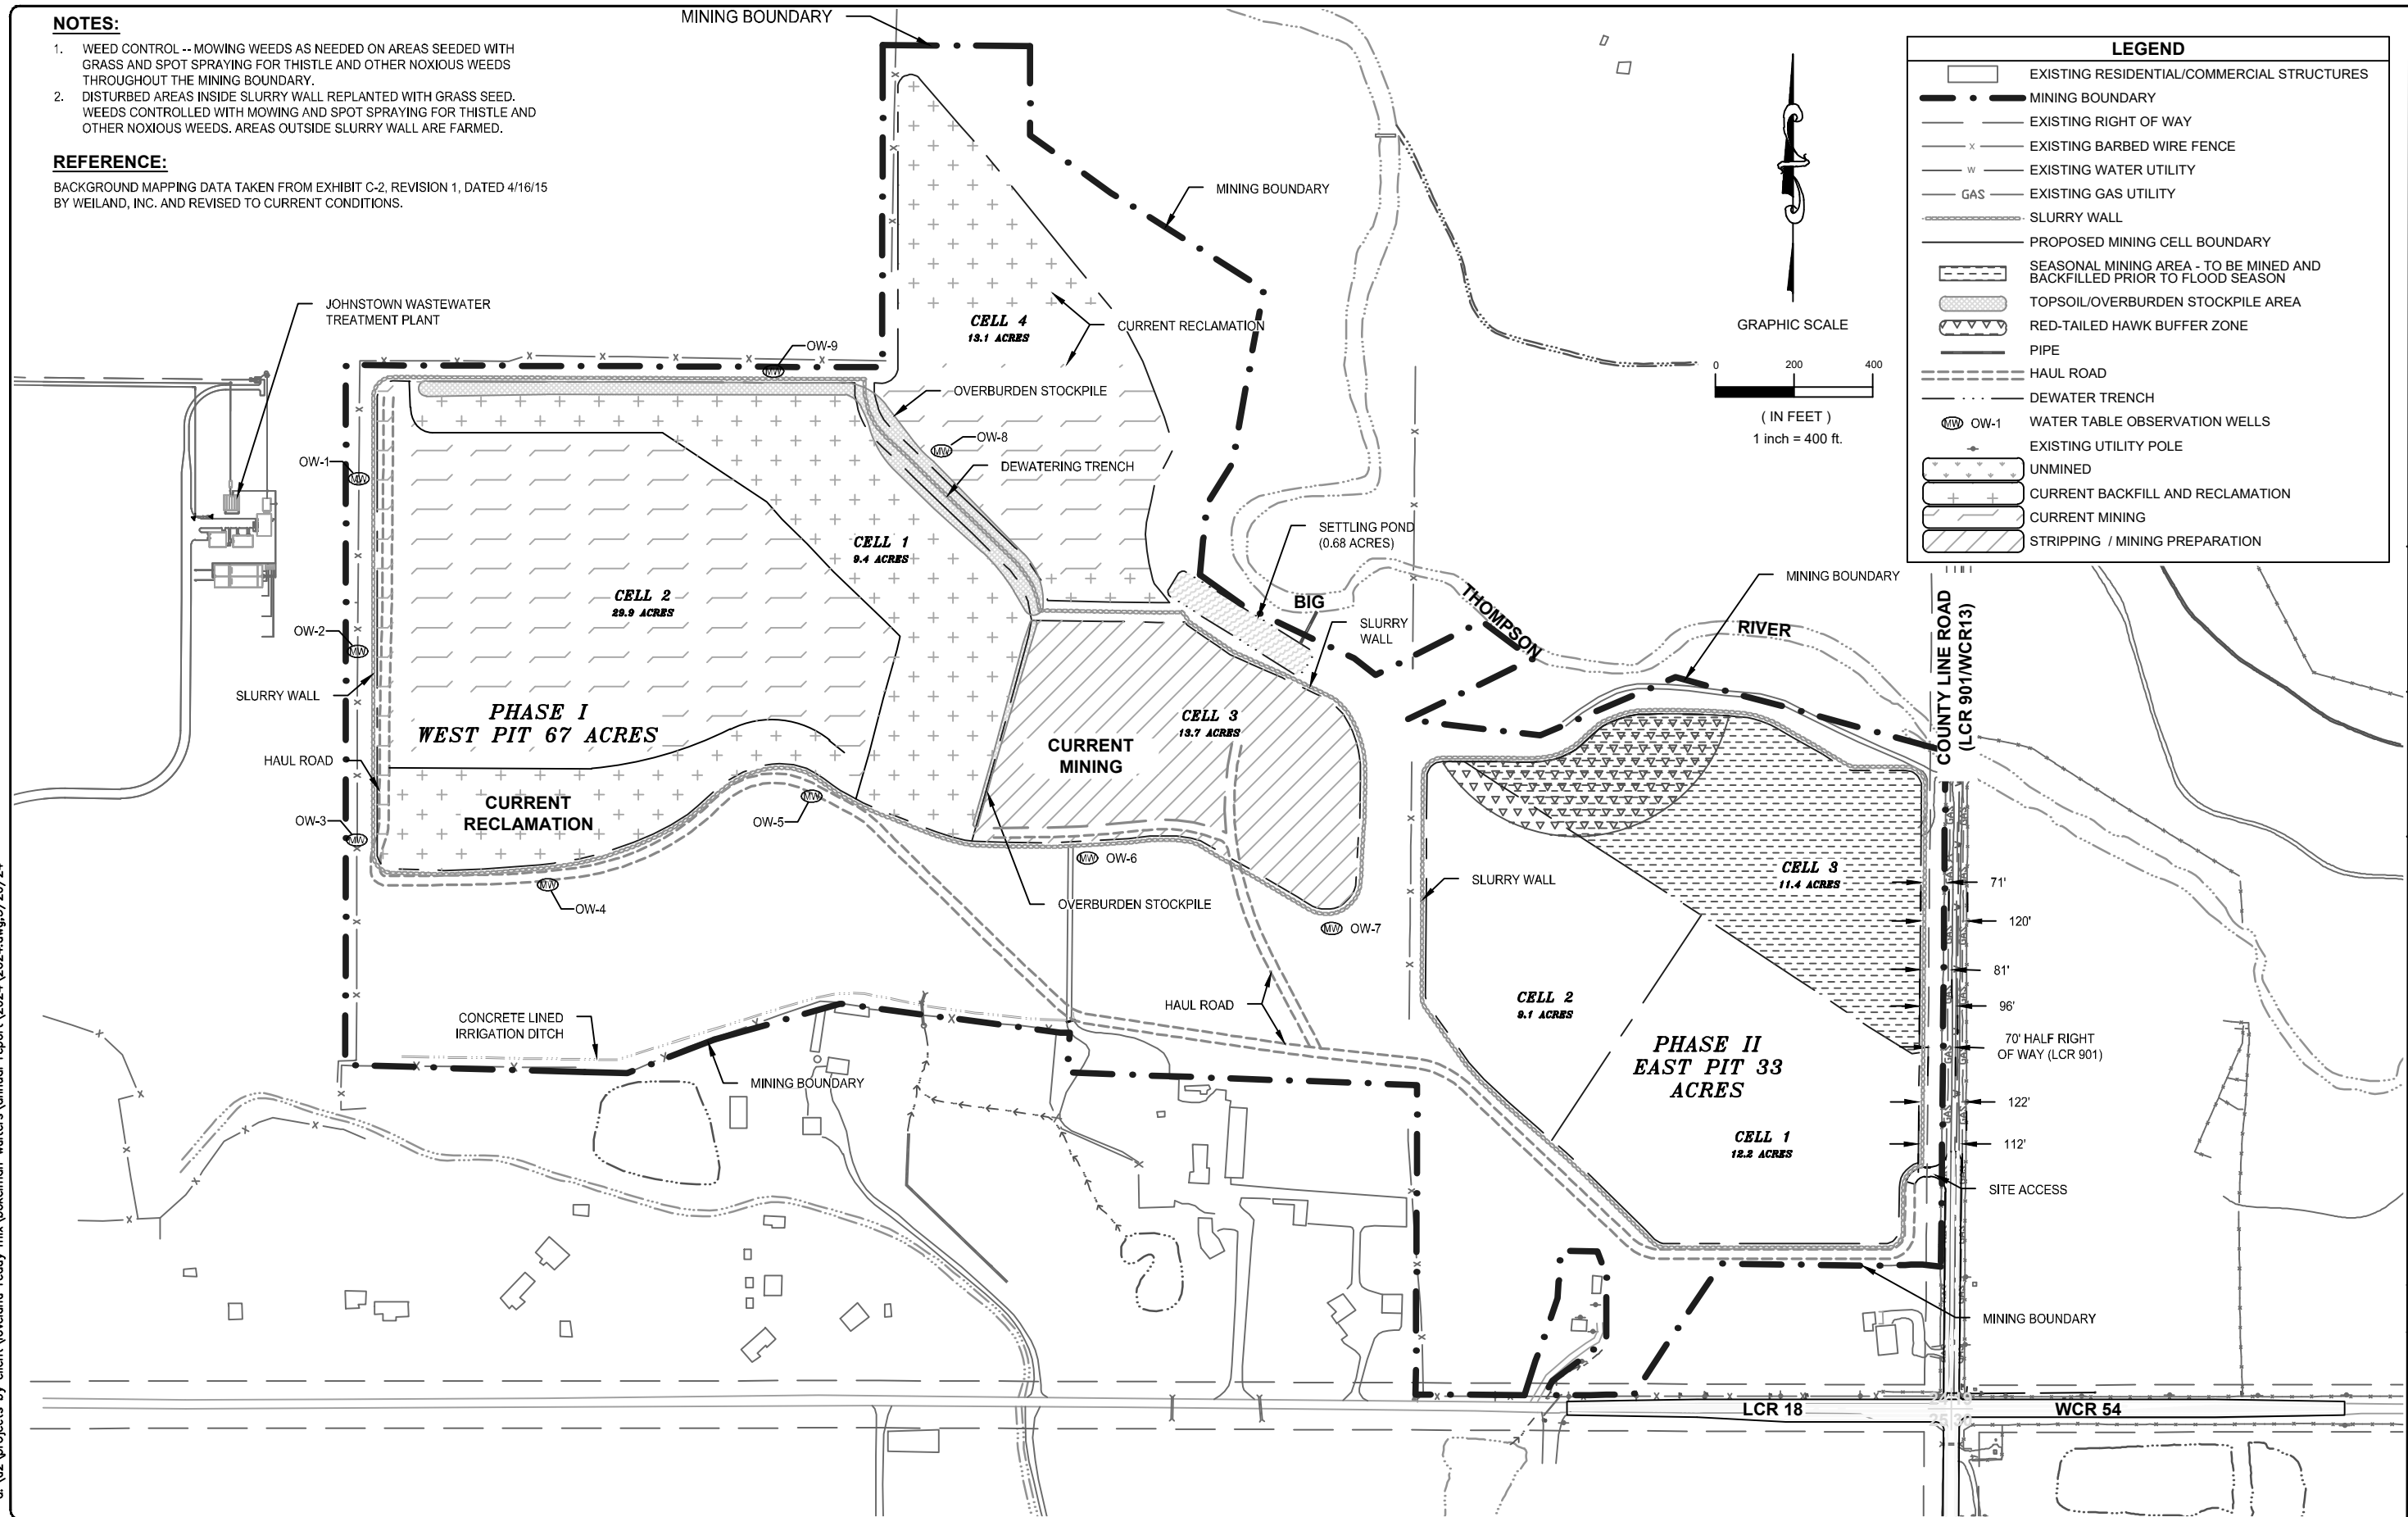 NOTES:
1. WEED CONTROL -- MOWING WEEDS AS NEEDED ON AREAS SEEDED WITH
GRASS AND SPOT SPRAYING FOR THISTLE AND OTHER NOXIOUS WEEDS
THROUGHOUT THE MINING BOUNDARY.
2. DISTURBED AREAS INSIDE SLURRY WALL REPLANTED WITH GRASS SEED.
WEEDS CONTROLLED WITH MOWING AND SPOT SPRAYING FOR THISTLE AND
OTHER NOXIOUS WEEDS. AREAS OUTSIDE SLURRY WALL ARE FARMED.
REFERENCE:
BACKGROUND MAPPING DATA TAKEN FROM EXHIBIT C-2, REVISION 1, DATED 4/16/15
BY WEILAND, INC. AND REVISED TO CURRENT CONDITIONS.
MINING BOUNDARY
MINING BOUNDARY
GRAPHIC SCALE
0 200 400
( IN FEET )
1 inch = 400 ft.
LEGEND
EXISTING RESIDENTIAL/COMMERCIAL STRUCTURES
MINING BOUNDARY
EXISTING RIGHT OF WAY
X EXISTING BARBED WIRE FENCE
W EXISTING WATER UTILITY
GAS EXISTING GAS UTILITY
SLURRY WALL
PROPOSED MINING CELL BOUNDARY
SEASONAL MINING AREA - TO BE MINED AND
BACKFILLED PRIOR TO FLOOD SEASON
TOPSOIL/OVERBURDEN STOCKPILE AREA
RED-TAILED HAWK BUFFER ZONE
PIPE
HAUL ROAD
DEWATER TRENCH
MW OW-1 WATER TABLE OBSERVATION WELLS
EXISTING UTILITY POLE
UNMINED
CURRENT BACKFILL AND RECLAMATION
CURRENT MINING
STRIPPING / MINING PREPARATION
JOHNSTOWN WASTEWATER
TREATMENT PLANT
CELL 4
13.1 ACRES
CURRENT RECLAMATION
OW-9
MW
OVERBURDEN STOCKPILE
OW-8
MW
DEWATERING TRENCH
OW-1
MW
CELL 1
9.4 ACRES
SETTLING POND
(0.68 ACRES)
CELL 2
29.9 ACRES
OW-2
MW
BIG
THOMPSON
RIVER
SLURRY
WALL
MINING BOUNDARY
COUNTY LINE ROAD
(LCR 901/WCR13)
SLURRY WALL
PHASE I
WEST PIT 67 ACRES
CELL 3
13.7 ACRES
CURRENT
MINING
HAUL ROAD
CURRENT
RECLAMATION
OW-3
MW
OW-5
MW
MW OW-6
OW-4
MW
OVERBURDEN STOCKPILE
MW OW-7
SLURRY WALL
CELL 3
11.4 ACRES
71'
120'
81'
96'
70' HALF RIGHT
OF WAY (LCR 901)
122'
112'
GAS
CELL 2
9.1 ACRES
HAUL ROAD
CONCRETE LINED
IRRIGATION DITCH
MINING BOUNDARY
PHASE II
EAST PIT 33
ACRES
CELL 1
12.2 ACRES
SITE ACCESS
MINING BOUNDARY
LCR 18
WCR 54